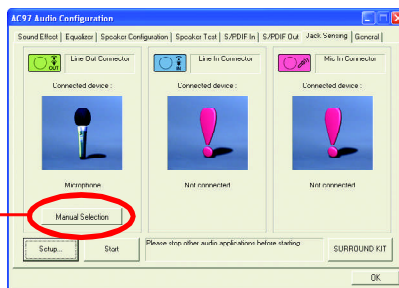 AC97 Audio Configuration
Sound Effect Equalizer Speaker Configuration Speaker Test S/PDIF In S/PDIF Out Jack Sensing General
OUT Line Out Connector
IN Line In Connector
Mic In Connector
Connected device :
Connected device :
Connected device :
Microphone
Not connected
Not connected
Manual Selection
Setup...
Start
Please stop other audio applications before starting
SURROUND KIT
OK